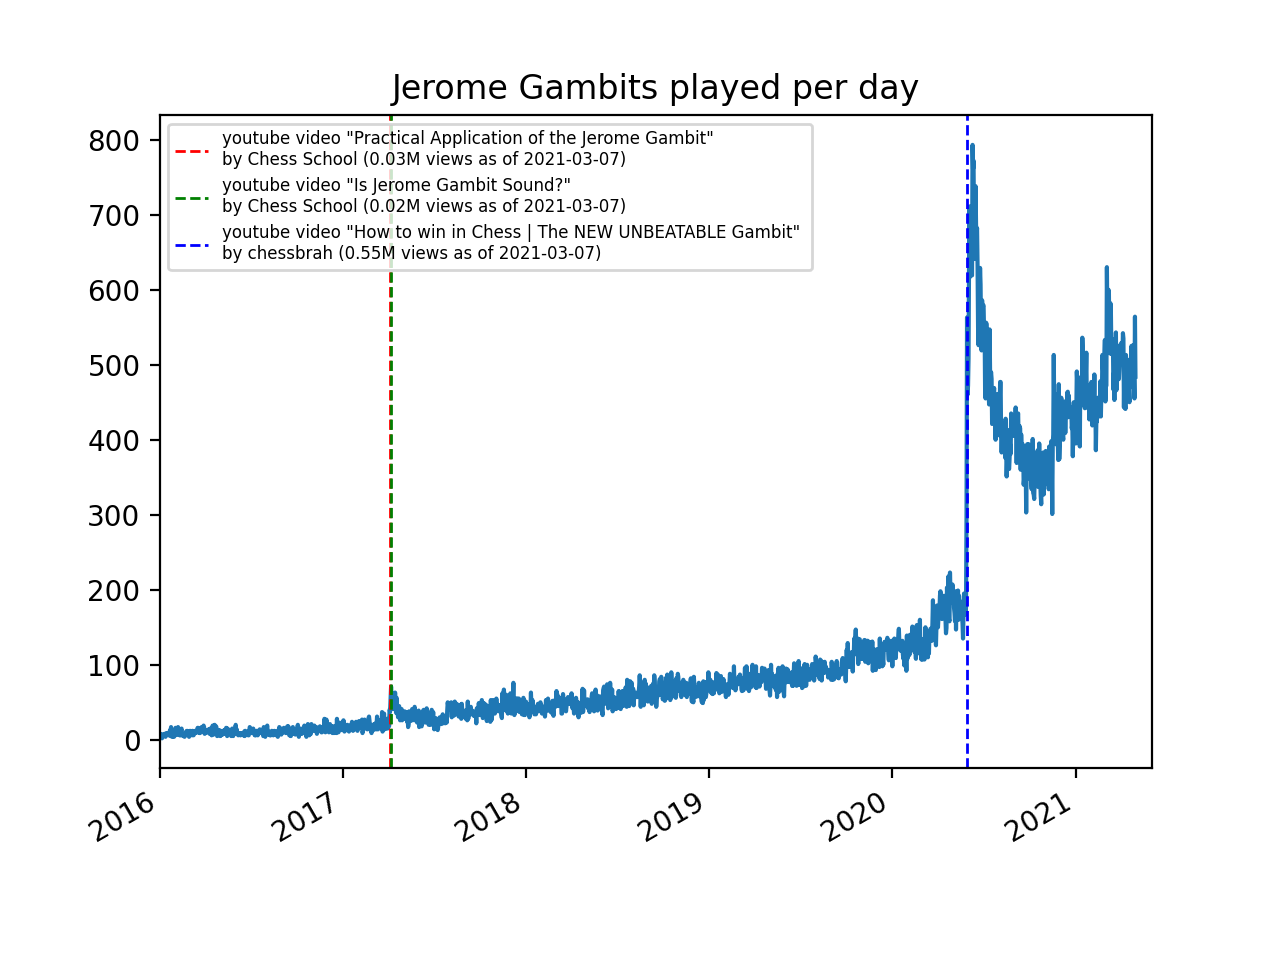 Jerome Gambits played per day
youtube video "Practical Application of the Jerome Gambit"
by Chess School (0.03M views as of 2021-03-07)
youtube video "Is Jerome Gambit Sound?"
by Chess School (0.02M views as of 2021-03-07)
youtube video "How to win in Chess | The NEW UNBEATABLE Gambit"
by chessbrah (0.55M views as of 2021-03-07)
800
700
600
500
400
300
200
100
0
2016 2017 2018 2019 2020 2021